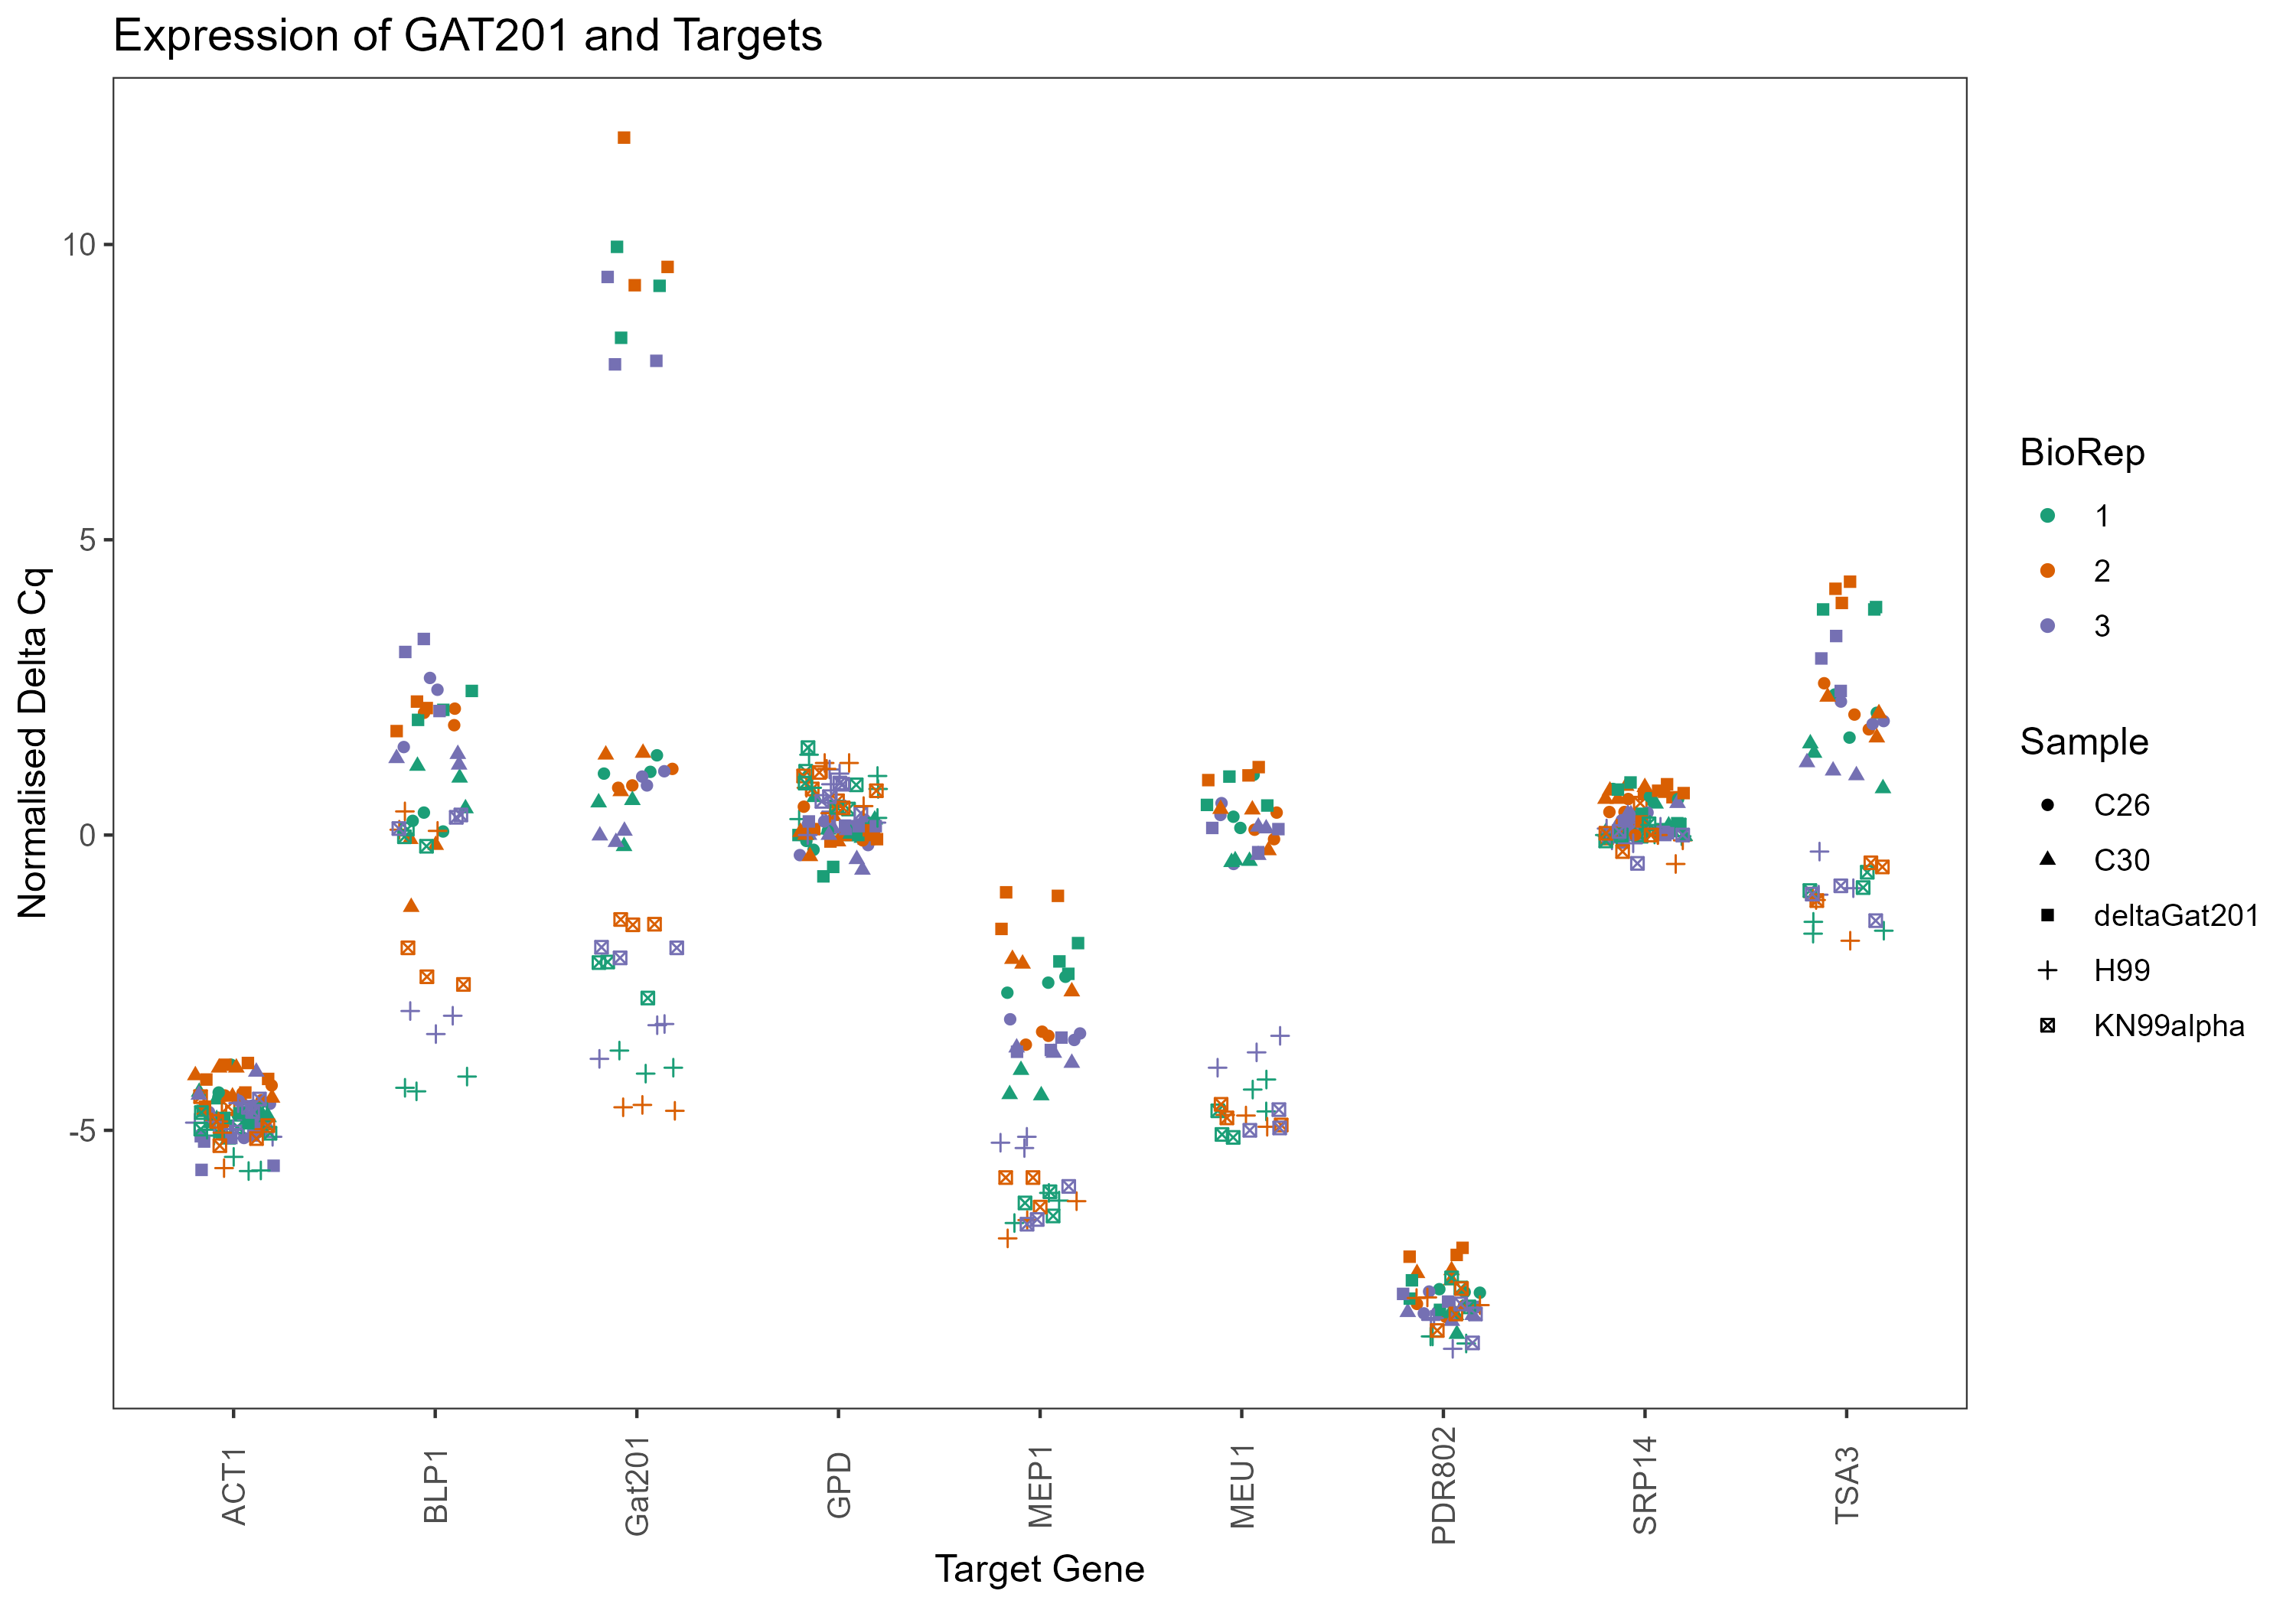 Expression of GAT201 and Targets
Normalised Delta Cq
10
5
0
-5
ACT1
BLP1
Gat201
GPD
MEP1
MEU1
PDR802
SRP14
TSA3
Target Gene
BioRep
1
2
3
Sample
C26
C30
deltaGat201
H99
KN99alpha